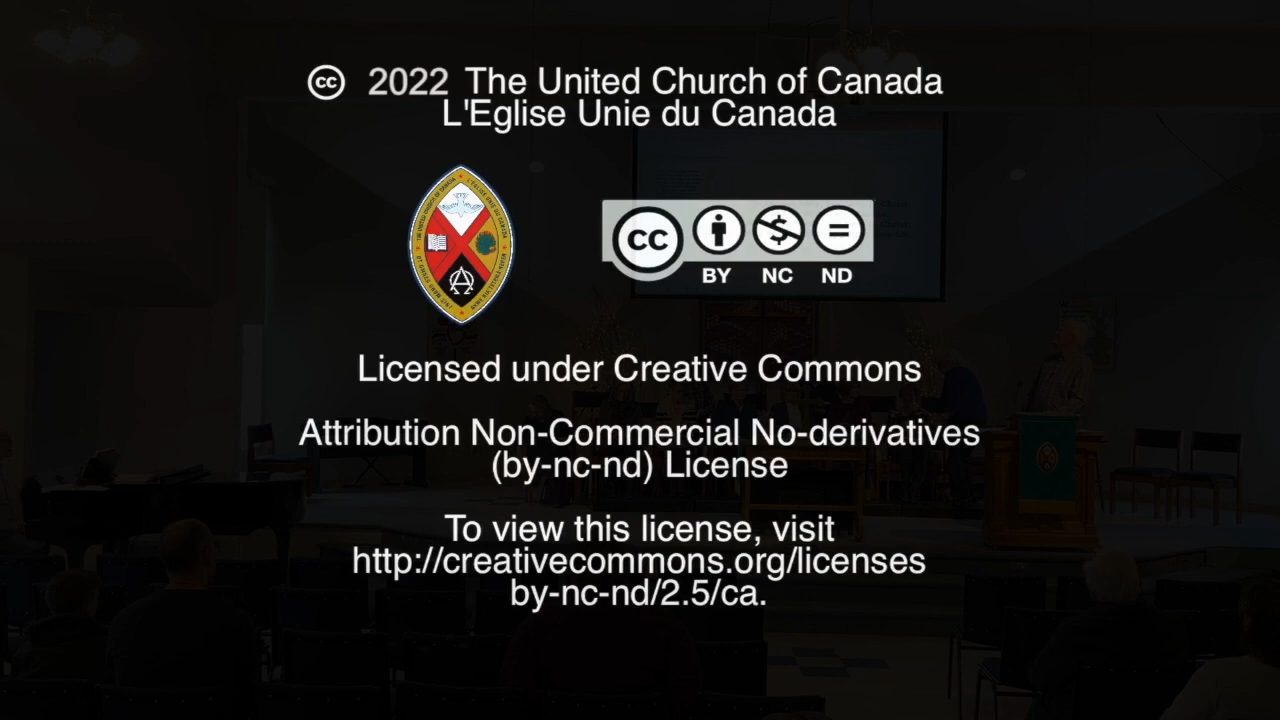 cc 2022 The United Church of Canada
L'Eglise Unie du Canada
cc
BY NC ND
Licensed under Creative Commons
Attribution Non-Commercial No-derivatives
(by-nc-nd) License
To view this license, visit
http://creativecommons.org/licenses
by-nc-nd/2.5/ca.